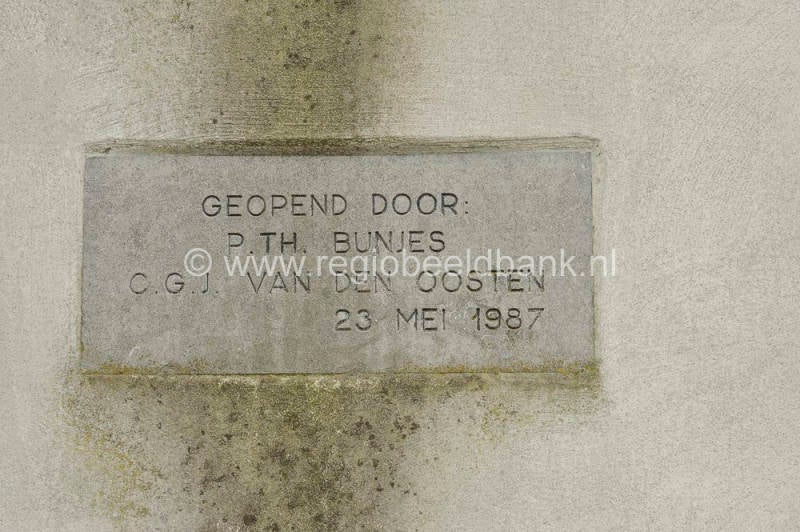 GEOPEND DOOR:
P.TH. BUNJES
© www.regiobeeldbank.nl
C.G.J. VAN DEN OOSTEN
23 MEI 1987